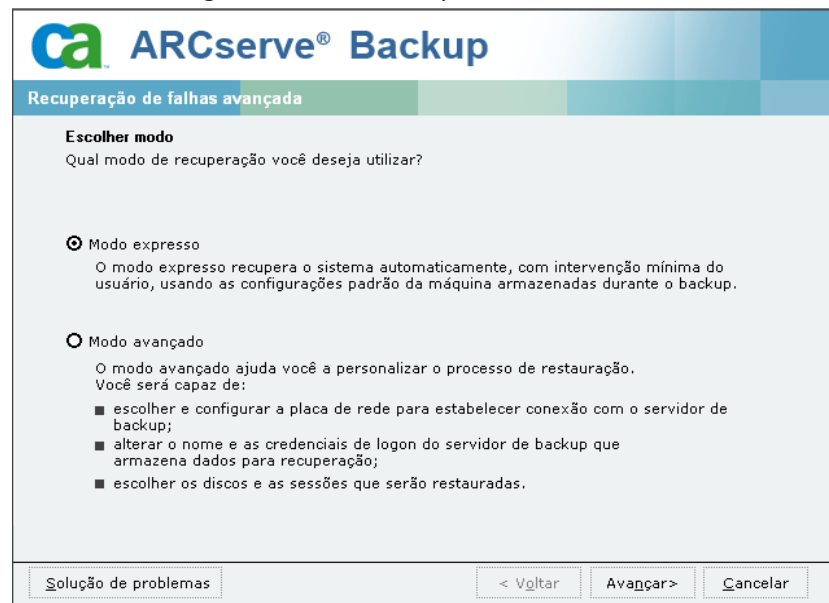 ca ARCserve® Backup
Recuperação de falhas avançada
Escolher modo
Qual modo de recuperação você deseja utilizar?
Modo expresso
O modo expresso recupera o sistema automaticamente, com intervenção mínima do
usuário, usando as configurações padrão da máquina armazenadas durante o backup.
Modo avançado
O modo avançado ajuda você a personalizar o processo de restauração.
Você será capaz de:
escolher e configurar a placa de rede para estabelecer conexão com o servidor de
backup;
alterar o nome e as credenciais de logon do servidor de backup que
armazena dados para recuperação;
escolher os discos e as sessões que serão restauradas.
Solução de problemas
< Voltar
Avançar>
Cancelar